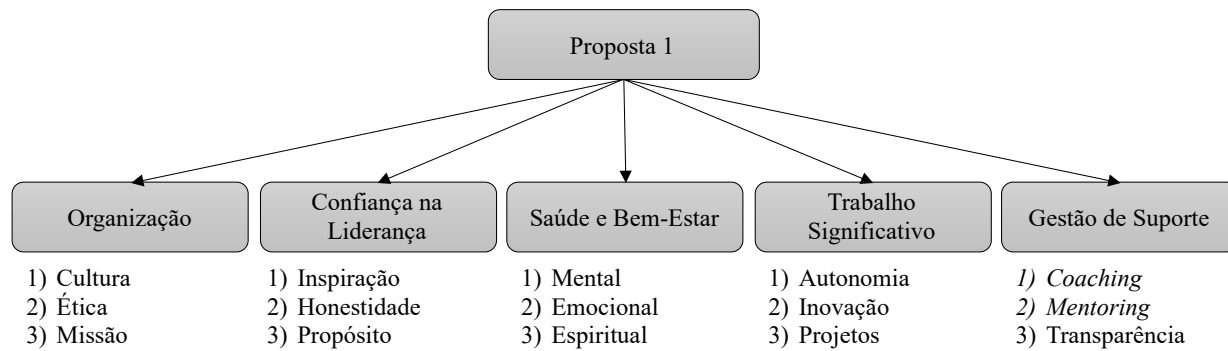 Proposta 1
Organização
Confiança na
Liderança
Saúde e Bem-Estar
Trabalho
Significativo
Gestão de Suporte
1) Cultura
2) Ética
3) Missão
1) Inspiração
2) Honestidade
3) Propósito
1) Mental
2) Emocional
3) Espiritual
1) Autonomia
2) Inovação
3) Projetos
1) Coaching
2) Mentoring
3) Transparência